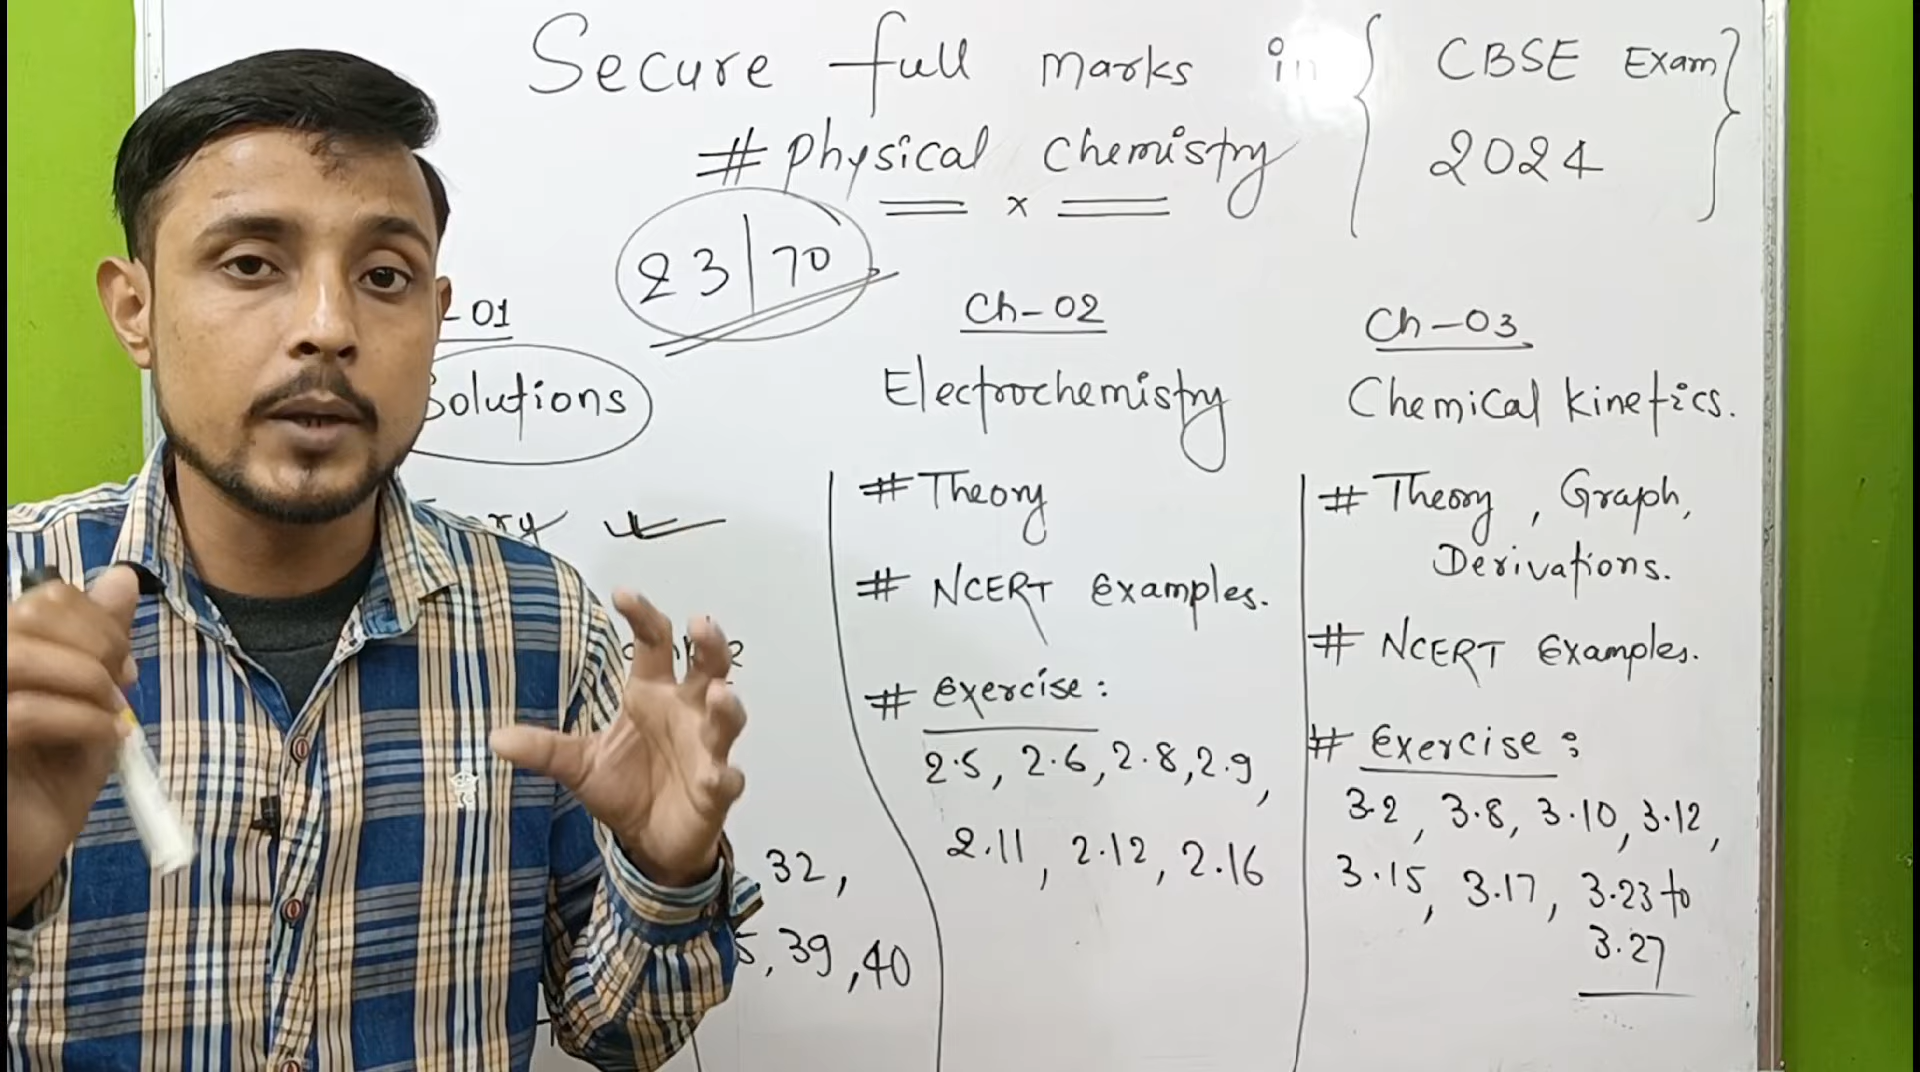 Secure full marks in { CBSE Exam }
# physical chemistry 2024
23|70
- 01
Solutions
32,
5, 39, 40
Ch-02
Electrochemistry
# Theory
# NCERT Examples.
# Exercise:
2.5, 2.6, 2.8, 2.9,
2.11, 2.12, 2.16
Ch-03
Chemical Kinetics.
# Theory, Graph,
Derivations.
# NCERT Examples.
# Exercise:
3.2, 3.8, 3.10, 3.12,
3.15, 3.17, 3.23 to
3.27